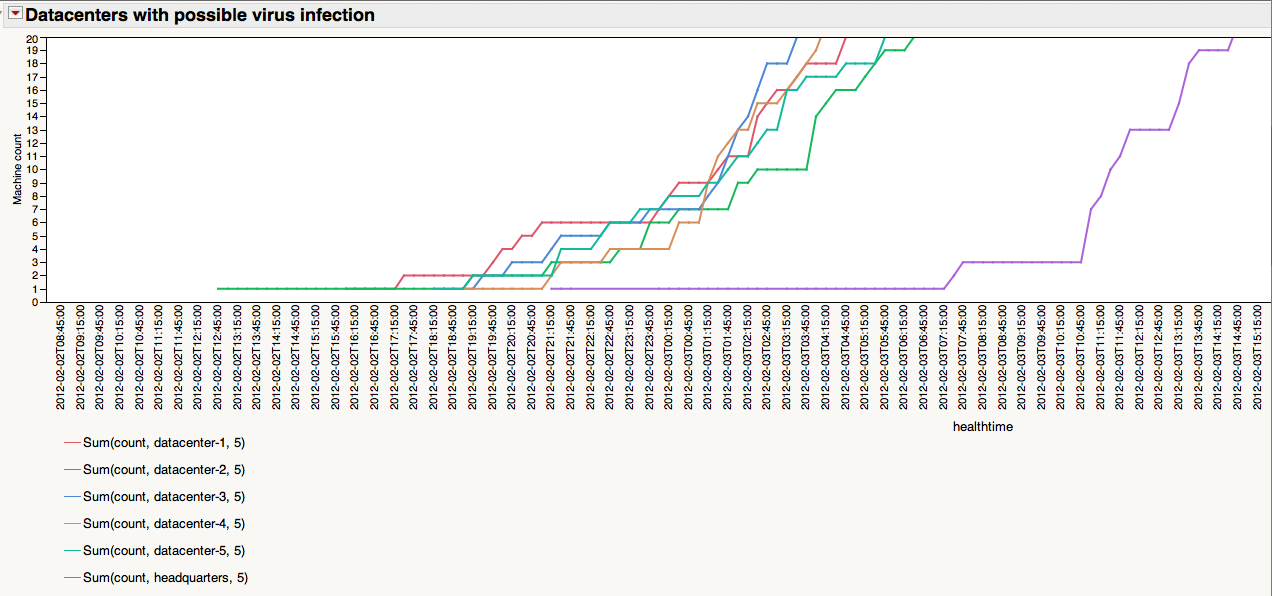 Datacenters with possible virus infection
20
19
18
17
16
15
14
13
12
11
10
9
8
7
6
5
4
3
2
1
0
Machine count
2012-02-02T08:45:00
2012-02-02T09:15:00
2012-02-02T09:45:00
2012-02-02T10:15:00
2012-02-02T10:45:00
2012-02-02T11:15:00
2012-02-02T11:45:00
2012-02-02T12:15:00
2012-02-02T12:45:00
2012-02-02T13:15:00
2012-02-02T13:45:00
2012-02-02T14:15:00
2012-02-02T14:45:00
2012-02-02T15:15:00
2012-02-02T15:45:00
2012-02-02T16:15:00
2012-02-02T16:45:00
2012-02-02T17:15:00
2012-02-02T17:45:00
2012-02-02T18:15:00
2012-02-02T18:45:00
2012-02-02T19:15:00
2012-02-02T19:45:00
2012-02-02T20:15:00
2012-02-02T20:45:00
2012-02-02T21:15:00
2012-02-02T21:45:00
2012-02-02T22:15:00
2012-02-02T22:45:00
2012-02-02T23:15:00
2012-02-02T23:45:00
2012-02-03T00:15:00
2012-02-03T00:45:00
2012-02-03T01:15:00
2012-02-03T01:45:00
2012-02-03T02:15:00
2012-02-03T02:45:00
2012-02-03T03:15:00
2012-02-03T03:45:00
2012-02-03T04:15:00
2012-02-03T04:45:00
2012-02-03T05:15:00
2012-02-03T05:45:00
2012-02-03T06:15:00
2012-02-03T06:45:00
2012-02-03T07:15:00
2012-02-03T07:45:00
2012-02-03T08:15:00
2012-02-03T08:45:00
2012-02-03T09:15:00
2012-02-03T09:45:00
2012-02-03T10:15:00
2012-02-03T10:45:00
2012-02-03T11:15:00
2012-02-03T11:45:00
2012-02-03T12:15:00
2012-02-03T12:45:00
2012-02-03T13:15:00
2012-02-03T13:45:00
2012-02-03T14:15:00
2012-02-03T14:45:00
2012-02-03T15:15:00
healthtime
Sum(count, datacenter-1, 5)
Sum(count, datacenter-2, 5)
Sum(count, datacenter-3, 5)
Sum(count, datacenter-4, 5)
Sum(count, datacenter-5, 5)
Sum(count, headquarters, 5)